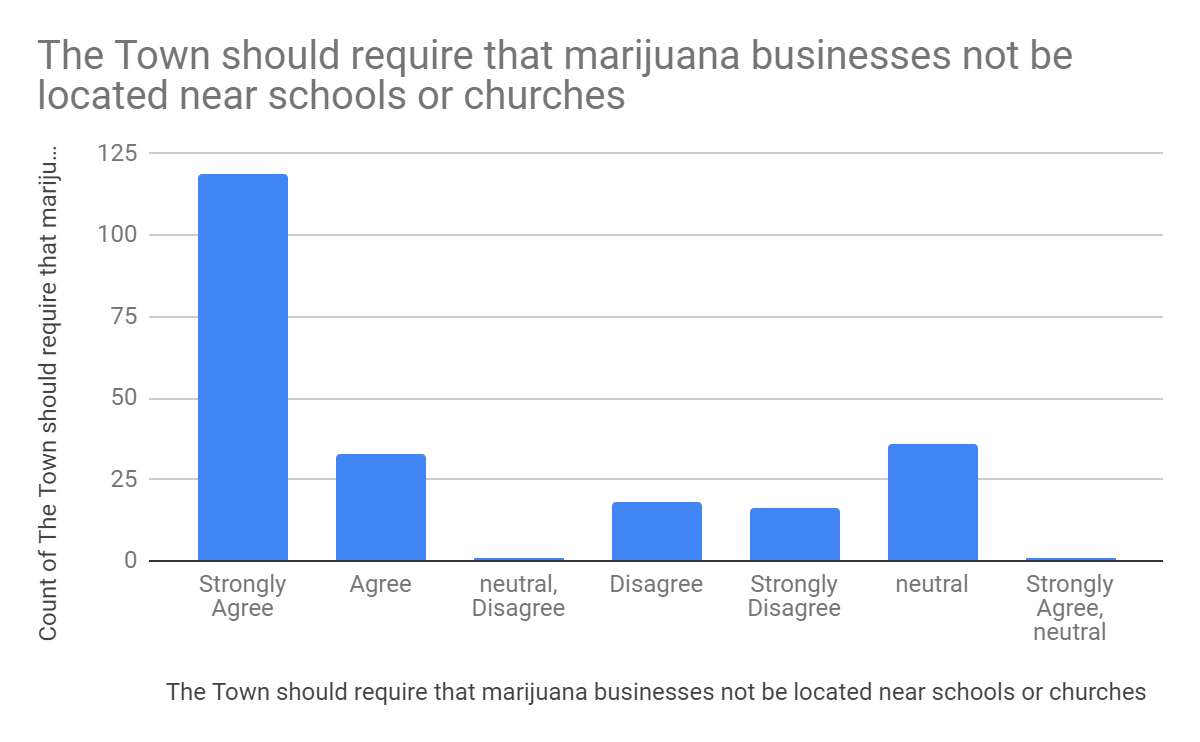 The Town should require that marijuana businesses not be
located near schools or churches
Count of The Town should require that mariju...
125
100
75
50
25
0
Strongly
Agree
Agree
neutral,
Disagree
Disagree
Strongly
Disagree
neutral
Strongly
Agree,
neutral
The Town should require that marijuana businesses not be located near schools or churches